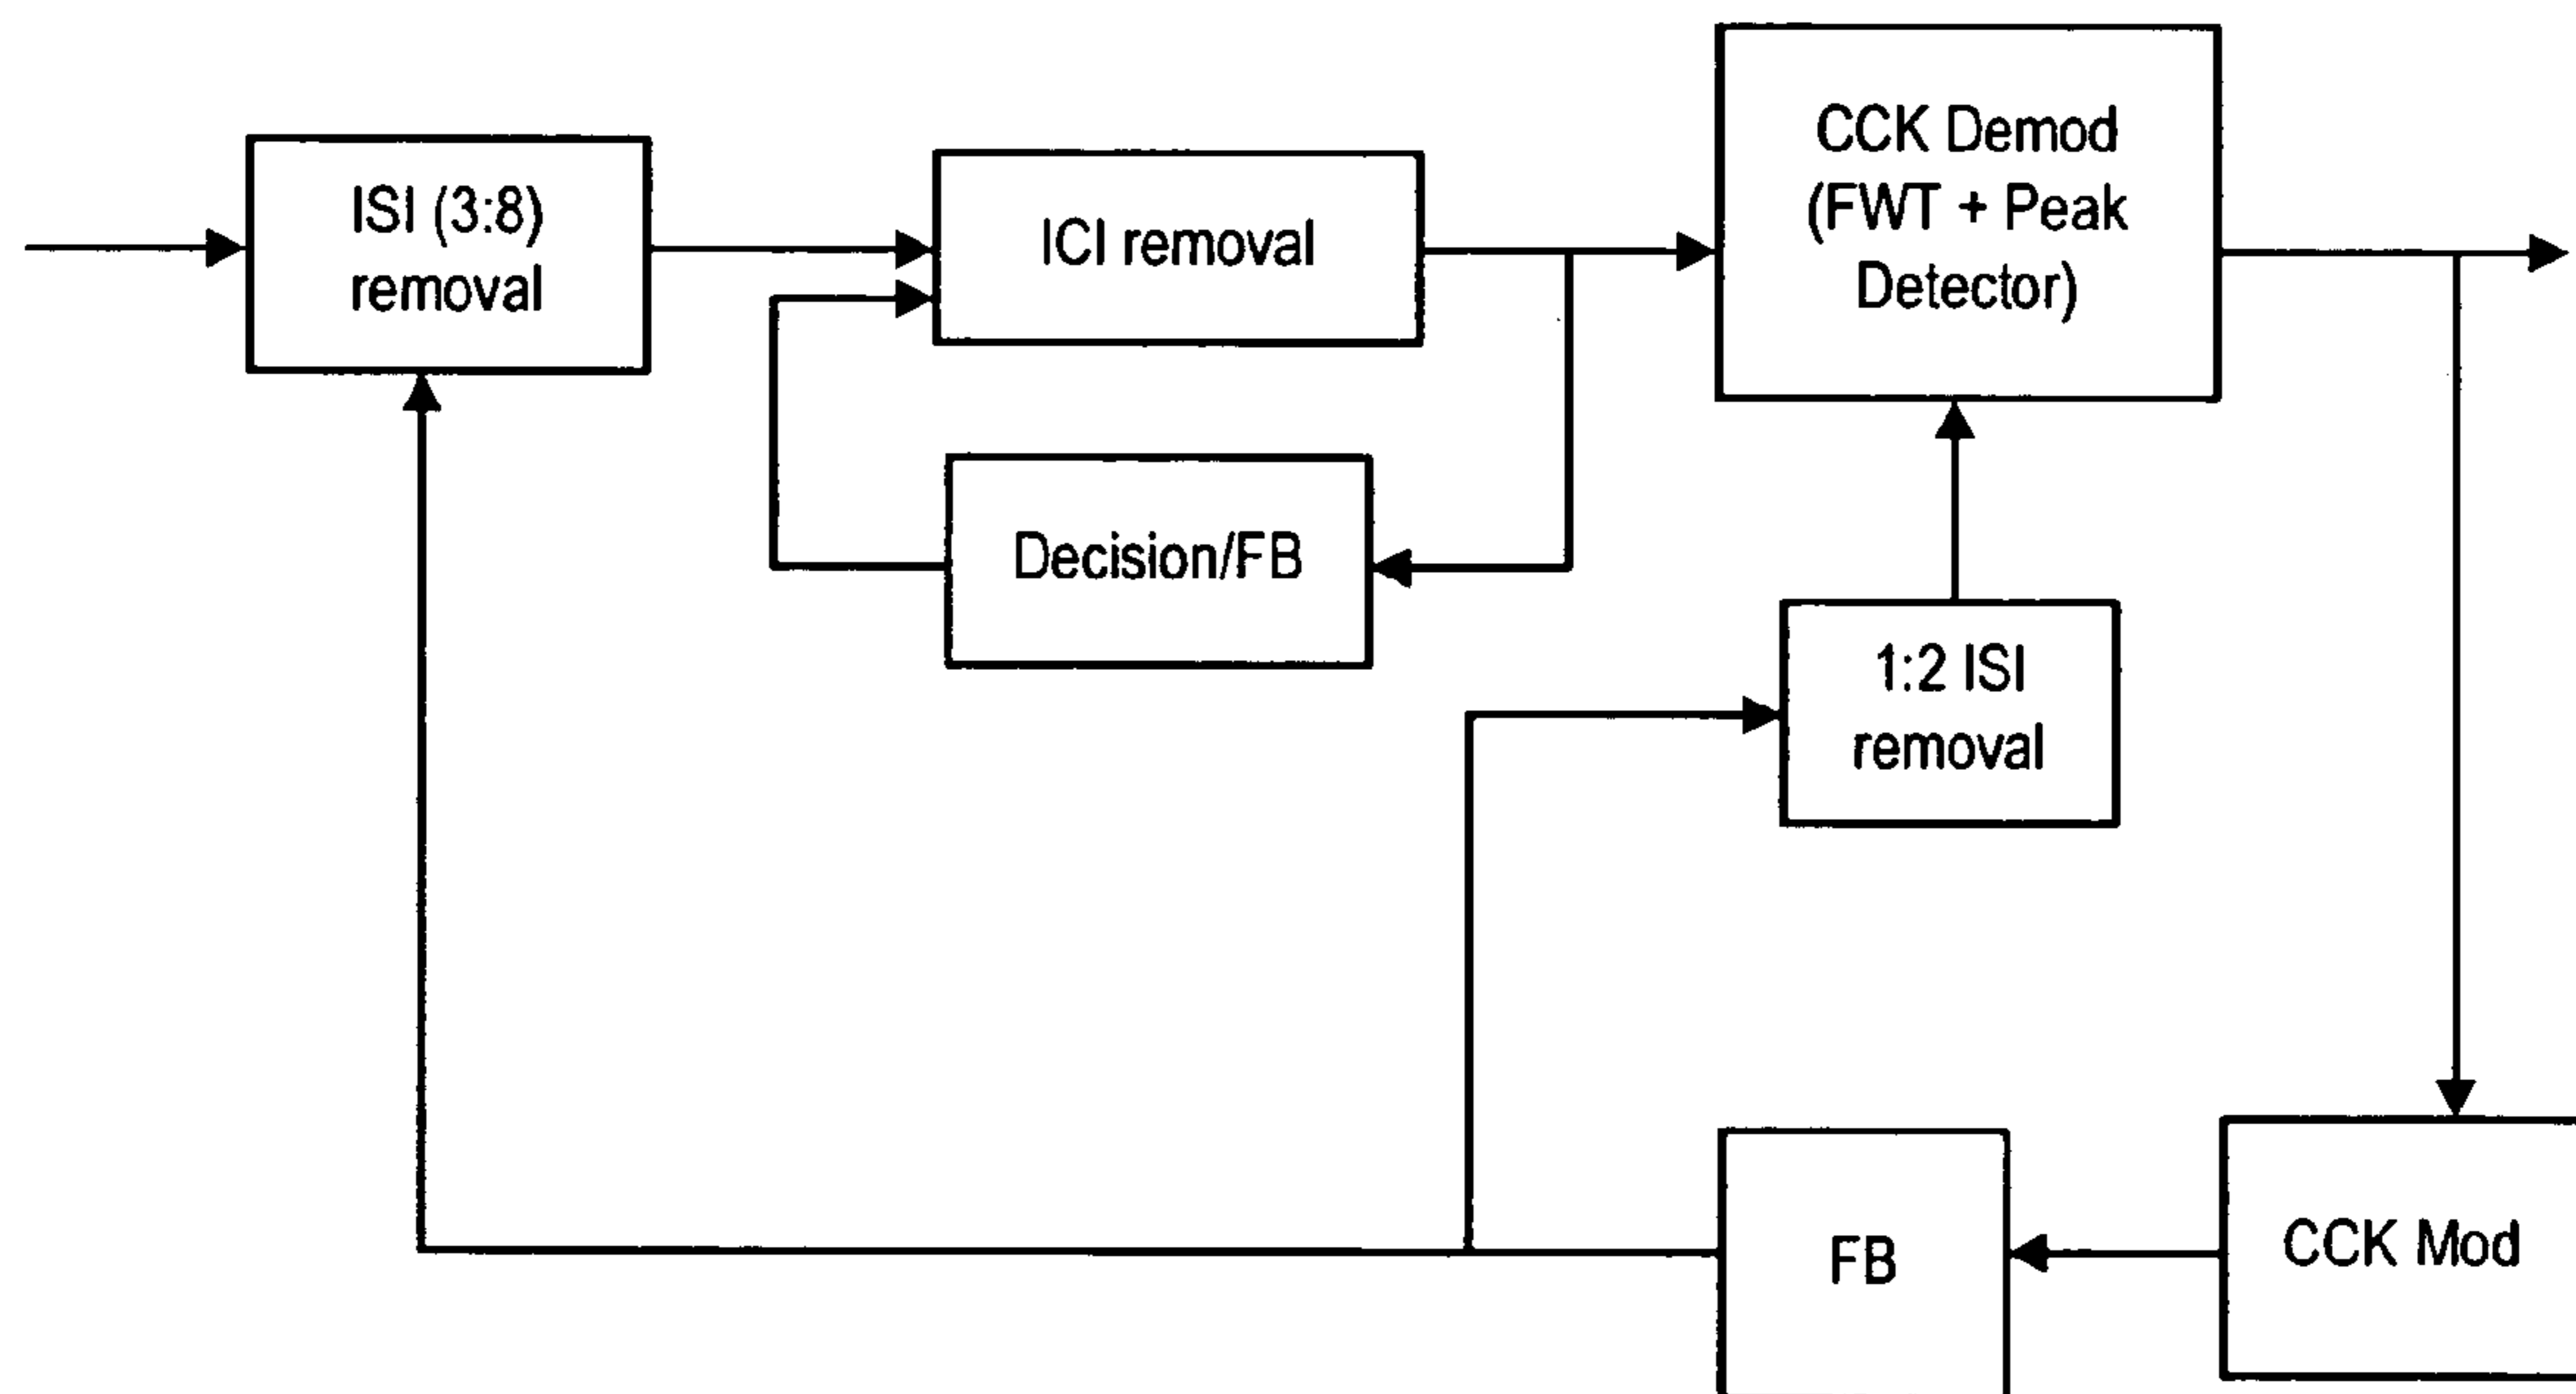 ISI (3:8)
removal
ICI removal
CCK Demod
(FWT + Peak
Detector)
Decision/FB
1:2 ISI
removal
FB
CCK Mod